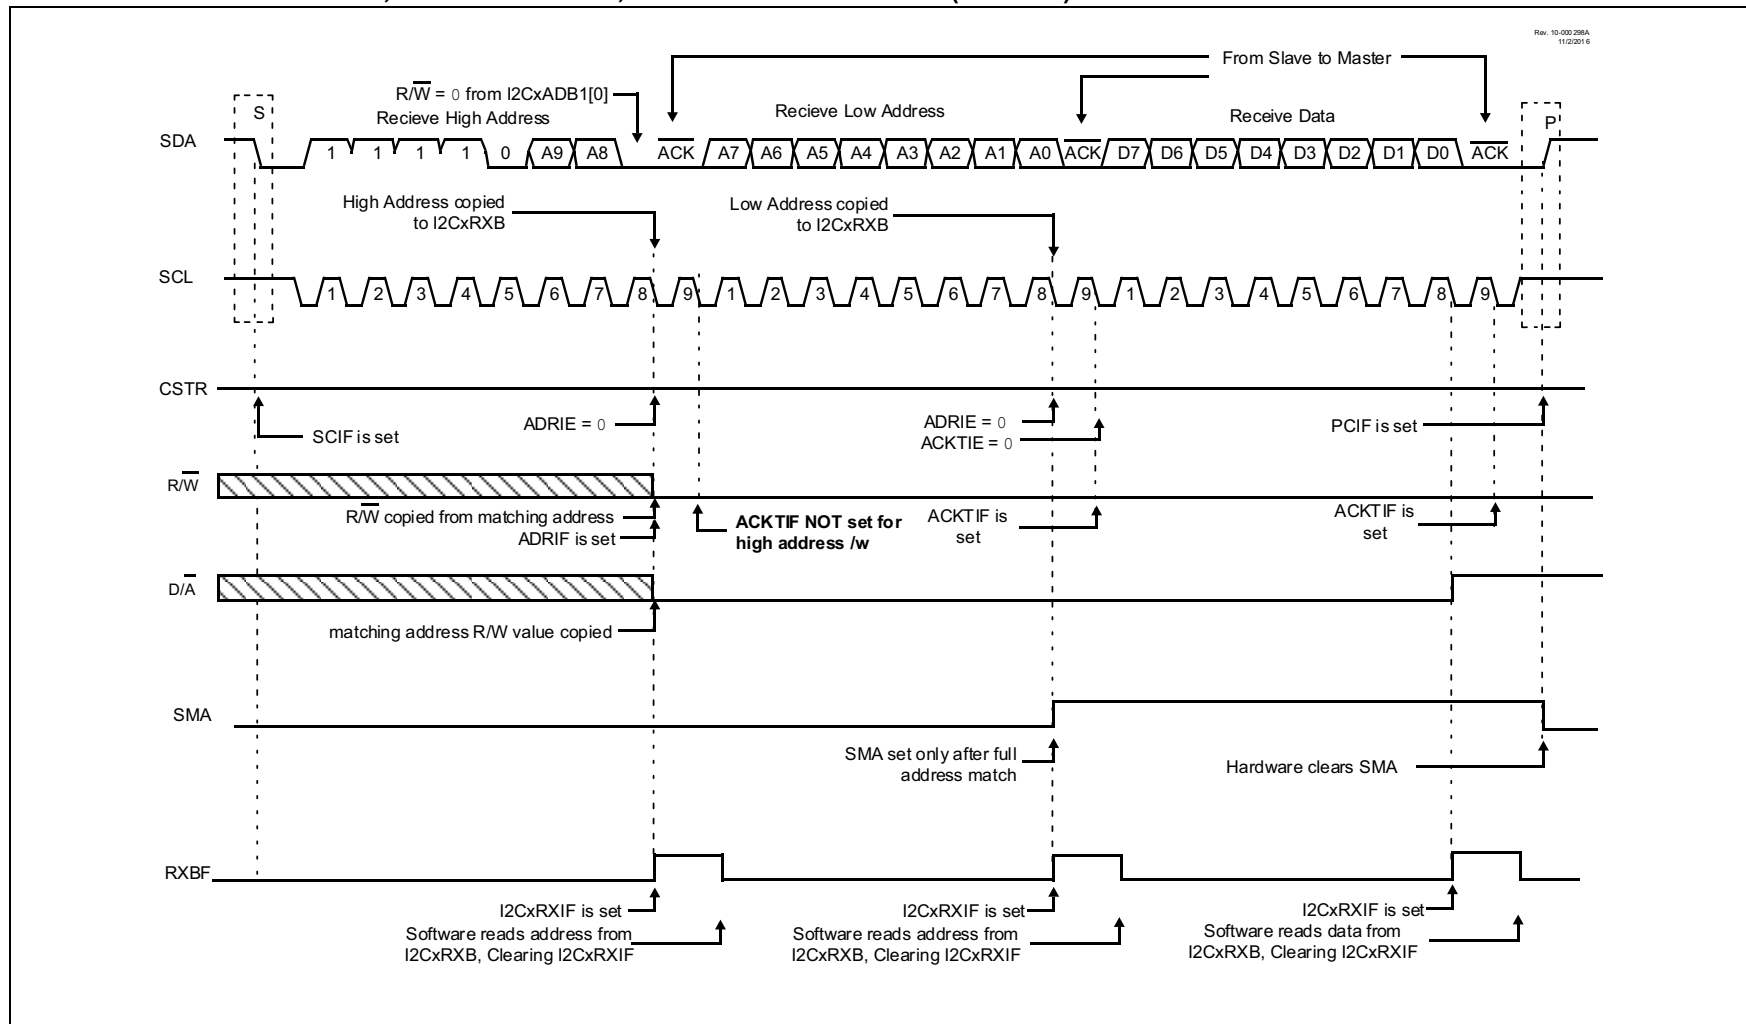 Rev. 10-000 298A
11/2/201 6
From Slave to Master
R/W = 0 from I2CxADB1[0]
Recieve High Address
Recieve Low Address
Receive Data
S
P
SDA
1 1 1 1 0 A9 A8 ACK A7 A6 A5 A4 A3 A2 A1 A0 ACK D7 D6 D5 D4 D3 D2 D1 D0 ACK
High Address copied
to I2CxRXB
Low Address copied
to I2CxRXB
SCL
1 2 3 4 5 6 7 8 9 1 2 3 4 5 6 7 8 9 1 2 3 4 5 6 7 8 9
CSTR
SCIF is set
ADRIE = 0
ADRIE = 0
ACKTIE = 0
PCIF is set
R/W
R/W copied from matching address
ADRIF is set
ACKTIF NOT set for
high address /w
ACKTIF is
set
ACKTIF is
set
D/A
matching address R/W value copied
SMA
SMA set only after full
address match
Hardware clears SMA
RXBF
I2CxRXIF is set
Software reads address from
I2CxRXB, Clearing I2CxRXIF
I2CxRXIF is set
Software reads address from
I2CxRXB, Clearing I2CxRXIF
I2CxRXIF is set
Software reads data from
I2CxRXB, Clearing I2CxRXIF